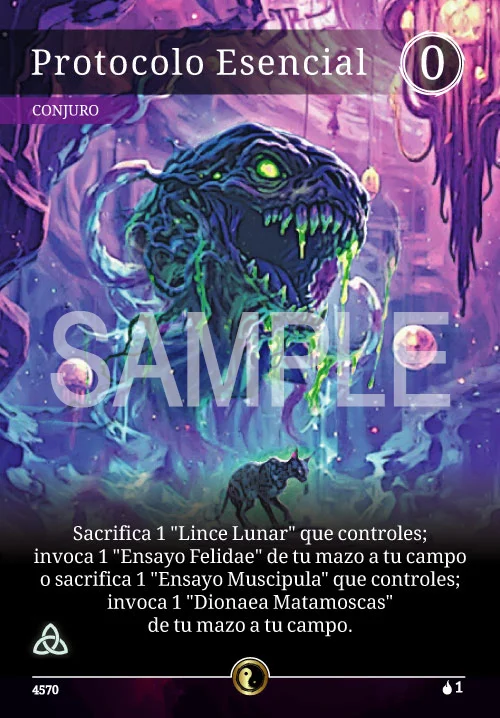 Protocolo Esencial
0
CONJURO
SAMPLE
Sacrifica 1 "Lince Lunar" que controles;
invoca 1 "Ensayo Felidae" de tu mazo a tu campo
o sacrifica 1 "Ensayo Muscipula" que controles;
invoca 1 "Dionaea Matamoscas"
de tu mazo a tu campo.
4570
1